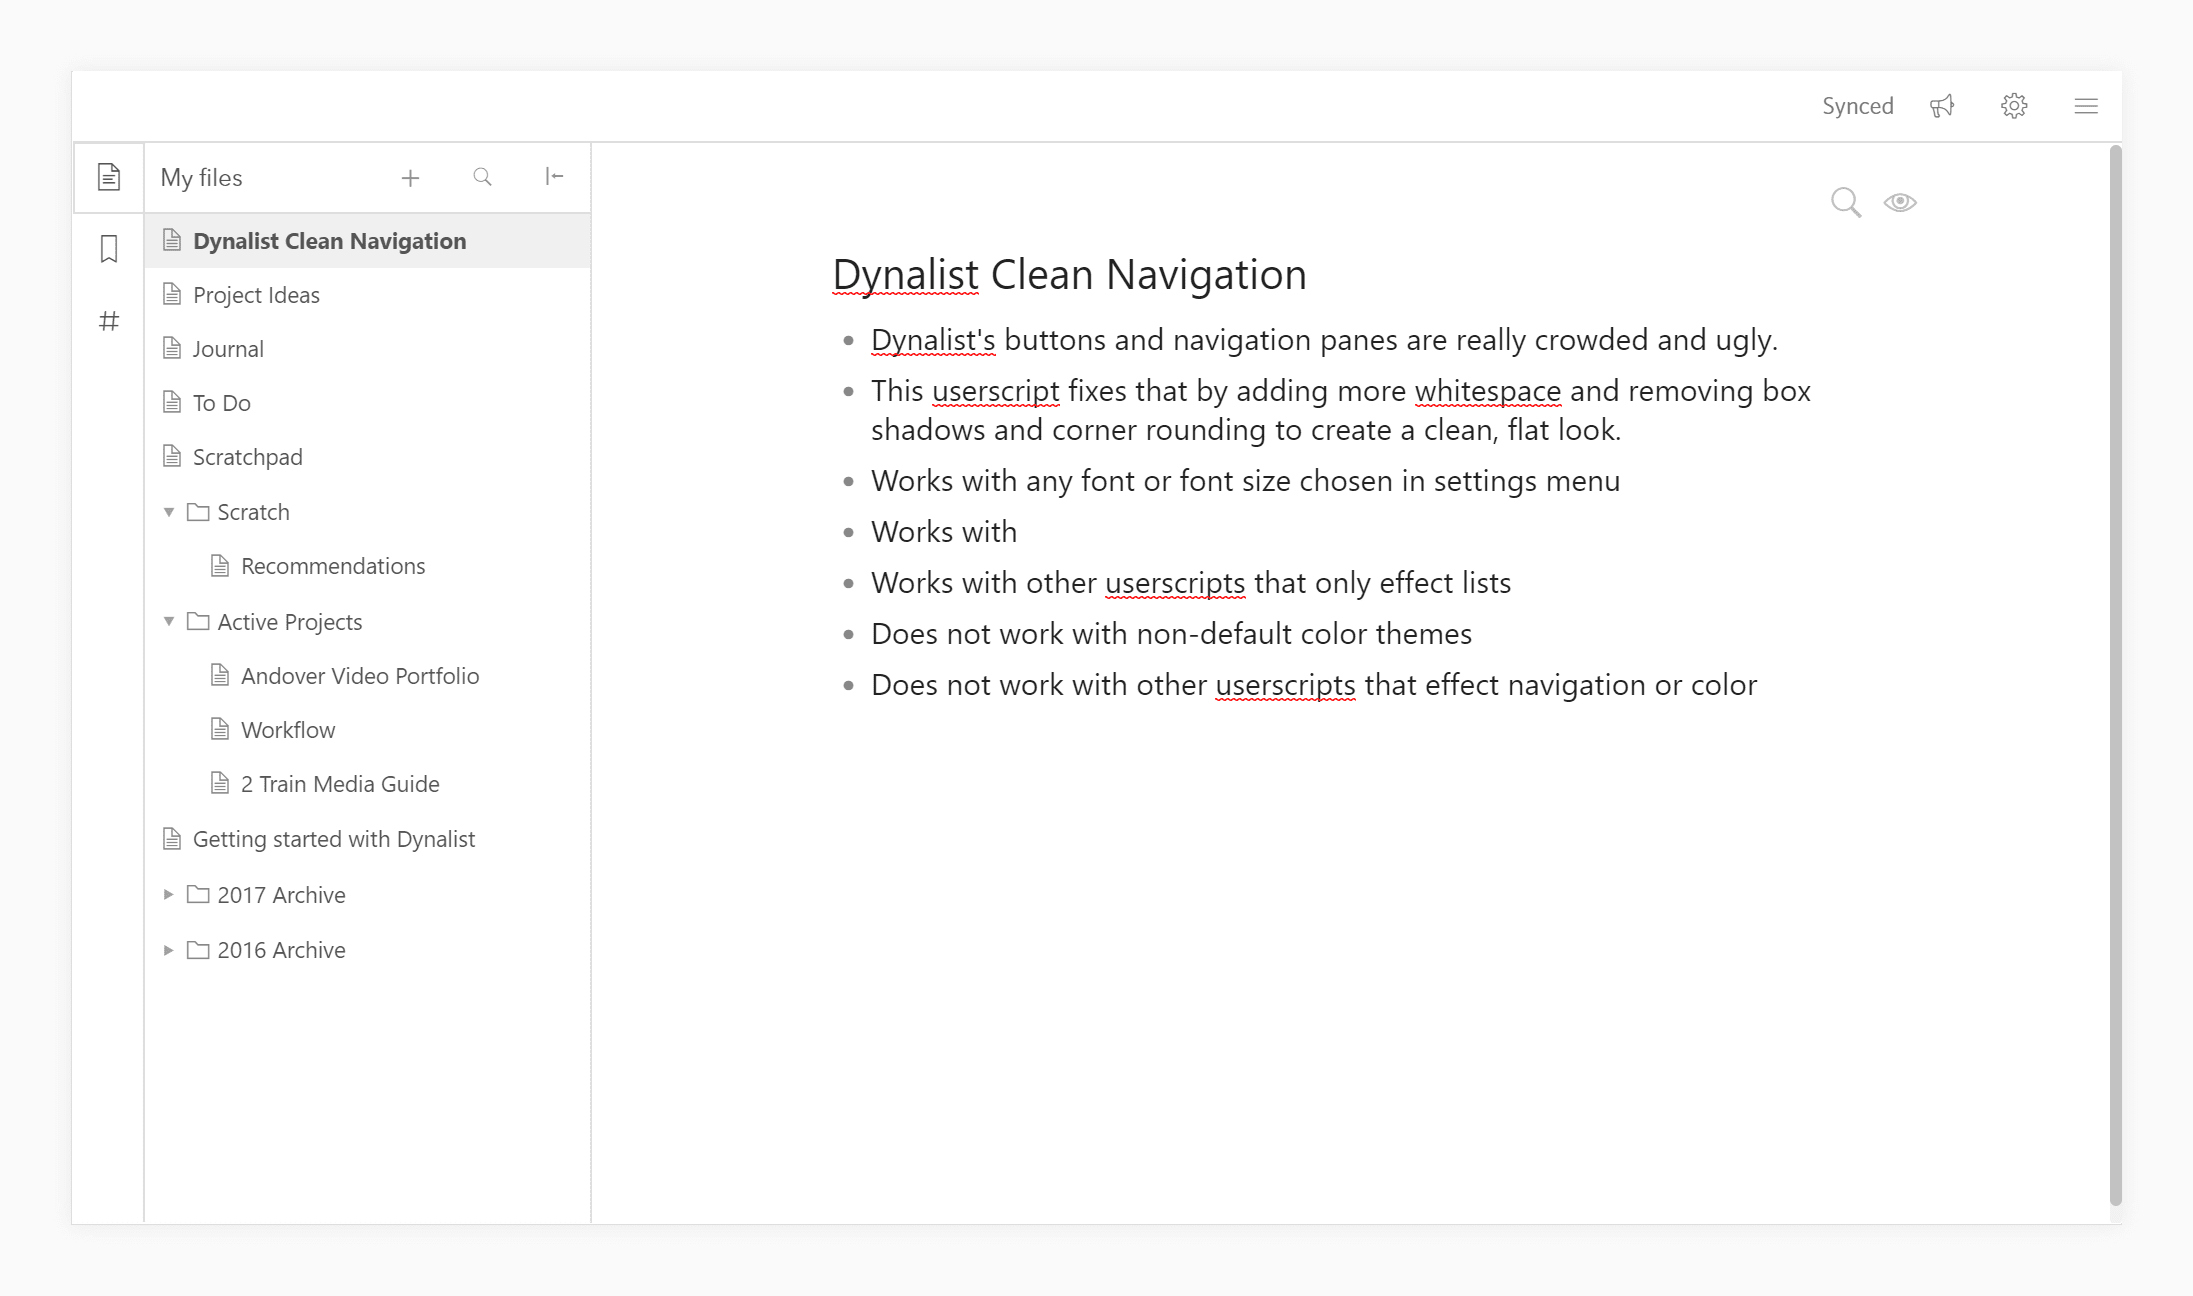 Synced
My files
Dynalist Clean Navigation
Project Ideas
Journal
To Do
Scratchpad
Scratch
Recommendations
Active Projects
Andover Video Portfolio
Workflow
2 Train Media Guide
Getting started with Dynalist
2017 Archive
2016 Archive
Dynalist Clean Navigation
Dynalist's buttons and navigation panes are really crowded and ugly.
This userscript fixes that by adding more whitespace and removing box
shadows and corner rounding to create a clean, flat look.
Works with any font or font size chosen in settings menu
Works with
Works with other userscripts that only effect lists
Does not work with non-default color themes
Does not work with other userscripts that effect navigation or color